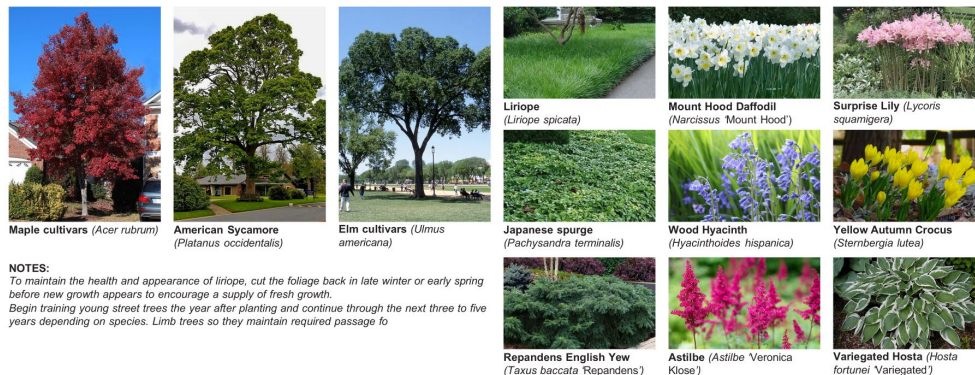 Maple cultivars (Acer rubrum)
American Sycamore
(Platanus occidentalis)
Elm cultivars (Ulmus
americana)
NOTES:
To maintain the health and appearance of liriope, cut the foliage back in late winter or early spring
before new growth appears to encourage a supply of fresh growth.
Begin training young street trees the year after planting and continue through the next three to five
years depending on species. Limb trees so they maintain required passage fo
Liriope
(Liriope spicata)
Mount Hood Daffodil
(Narcissus ‘Mount Hood’)
Surprise Lily (Lycoris
squamigera)
Japanese spurge
(Pachysandra terminalis)
Wood Hyacinth
(Hyacinthoides hispanica)
Yellow Autumn Crocus
(Sternbergia lutea)
Repandens English Yew
(Taxus baccata ‘Repandens’)
Astilbe (Astilbe ‘Veronica
Klose’)
Variegated Hosta (Hosta
fortunei ‘Variegated’)